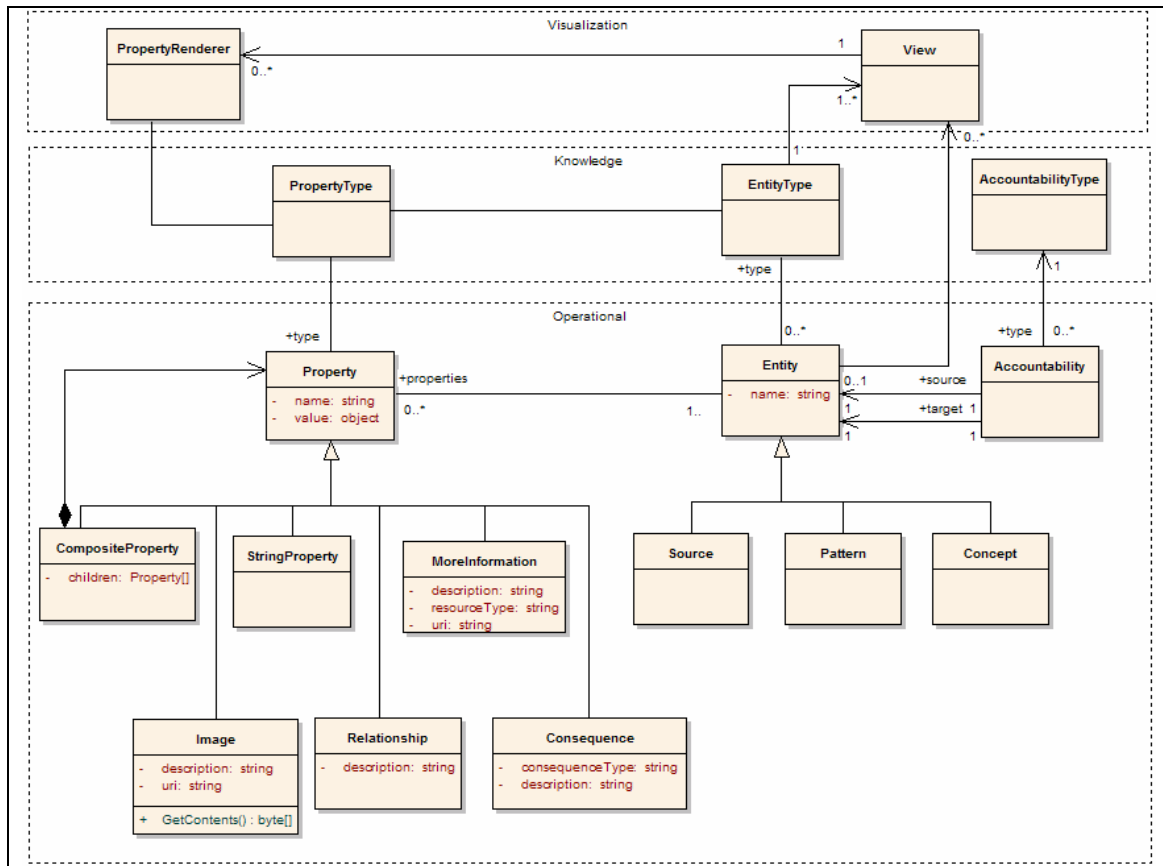 Visualization
PropertyRenderer
View
1
0..*
1..*
0..*
1
Knowledge
PropertyType
EntityType
AccountabilityType
+type
1
Operational
+type
0..*
+type
0..*
Property
- name: string
- value: object
+properties
0..*
1..
Entity
- name: string
0..1
+source
1
1
+target
1
1
Accountability
CompositeProperty
- children: Property[]
StringProperty
MoreInformation
- description: string
- resourceType: string
- uri: string
Source
Pattern
Concept
Image
- description: string
- uri: string
+ GetContents() : byte[]
Relationship
- description: string
Consequence
- consequenceType: string
- description: string